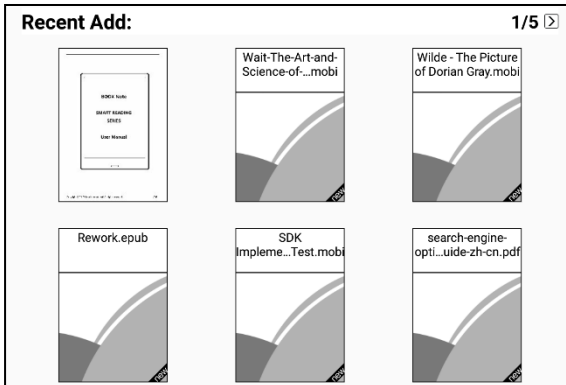 Recent Add:
1/5
BOOX Note
SMART READING
SERIES
User Manual
Wait-The-Art-and-
Science-of-...mobi
new
Wilde - The Picture
of Dorian Gray.mobi
new
Rework.epub
new
SDK
Impleme...Test.mobi
new
search-engine-
opti...uide-zh-cn.pdf
new